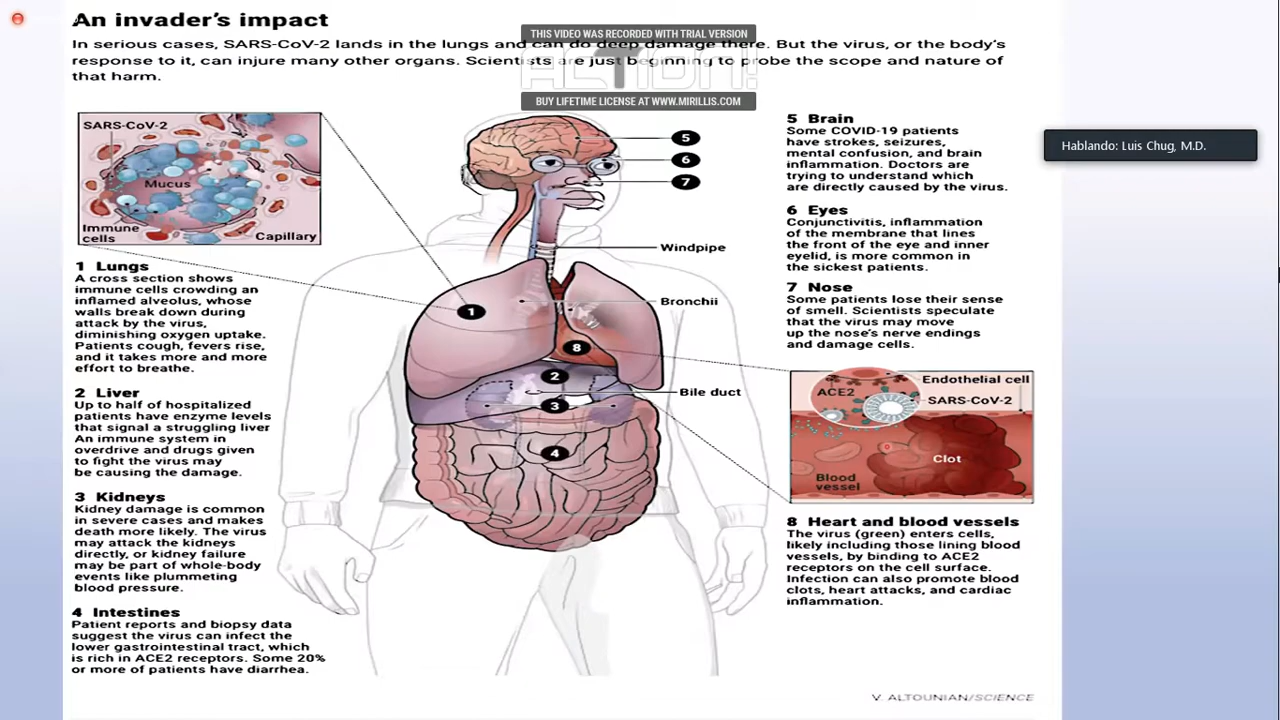 An invader's impact
In serious cases, SARS-CoV-2 lands in the lungs and can do deep damage there. But the virus, or the body's
response to it, can injure many other organs. Scientists are just beginning to probe the scope and nature of
that harm.
THIS VIDEO WAS RECORDED WITH TRIAL VERSION
ACTION!
BUY LIFETIME LICENSE AT WWW.MIRILLIS.COM
Hablando: Luis Chug, M.D.
SARS-CoV-2
Mucus
Immune
cells
Capillary
1 Lungs
A cross section shows
immune cells crowding an
inflamed alveolus, whose
walls break down during
attack by the virus,
diminishing oxygen uptake.
Patients cough, fevers rise,
and it takes more and more
effort to breathe.
2 Liver
Up to half of hospitalized
patients have enzyme levels
that signal a struggling liver
An immune system in
overdrive and drugs given
to fight the virus may
be causing the damage.
3 Kidneys
Kidney damage is common
in severe cases and makes
death more likely. The virus
may attack the kidneys
directly, or kidney failure
may be part of whole-body
events like plummeting
blood pressure.
4 Intestines
Patient reports and biopsy data
suggest the virus can infect the
lower gastrointestinal tract, which
is rich in ACE2 receptors. Some 20%
or more of patients have diarrhea.
5
6
7
Windpipe
Bronchii
1
8
2
Bile duct
3
4
5 Brain
Some COVID-19 patients
have strokes, seizures,
mental confusion, and brain
inflammation. Doctors are
trying to understand which
are directly caused by the virus.
6 Eyes
Conjunctivitis, inflammation
of the membrane that lines
the front of the eye and inner
eyelid, is more common in
the sickest patients.
7 Nose
Some patients lose their sense
of smell. Scientists speculate
that the virus may move
up the nose's nerve endings
and damage cells.
Endothelial cell
ACE2
SARS-CoV-2
Clot
Blood
vessel
8 Heart and blood vessels
The virus (green) enters cells,
likely including those lining blood
vessels, by binding to ACE2
receptors on the cell surface.
Infection can also promote blood
clots, heart attacks, and cardiac
inflammation.
V. ALTOUNIAN/SCIENCE